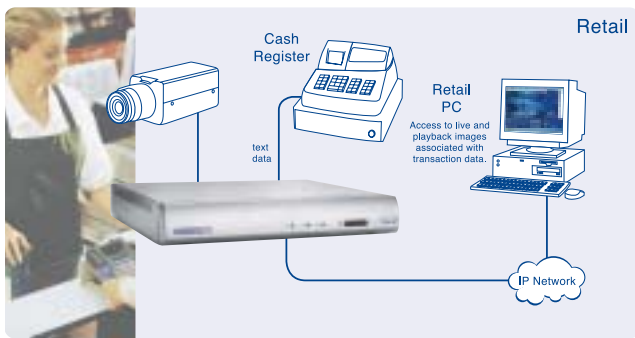 Retail
Cash
Register
Retail
PC
Access to live and
playback images
associated with
transaction data.
text
data
IP Network